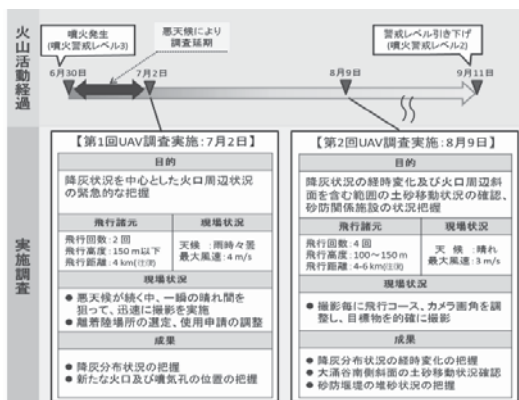 火山活動経過
噴火発生
(噴火警戒レベル3)
悪天候により
調査延期
警戒レベル引き下げ
(噴火警戒レベル2)
6月30日
7月2日
8月9日
9月11日
実施調査
【第1回UAV調査実施:7月2日】
目的
降灰状況を中心とした火口周辺状況
の緊急的な把握
飛行諸元
現場状況
飛行回数:2回
飛行高度:150m以下
飛行距離:4km(往復)
天候:雨時々曇
最大風速:4m/s
現場状況
● 悪天候が続く中、一瞬の晴れ間を
狙って、迅速に撮影を実施
● 離着陸場所の選定、使用申請の調整
成果
● 降灰分布状況の把握
● 新たな火口及び噴気孔の位置の把握
【第2回UAV調査実施:8月9日】
目的
降灰状況の経時変化及び火口周辺斜
面を含む範囲の土砂移動状況の確認、
砂防関係施設の状況把握
飛行諸元
現場状況
飛行回数:4回
飛行高度:100~150m
飛行距離:4-6km(往復)
天候:晴れ
最大風速:3m/s
現場状況
● 撮影毎に飛行コース、カメラ画角を調
整し、目標物を的確に撮影
成果
● 降灰分布状況の経時変化の把握
● 大涌谷南側斜面の土砂移動状況確認
● 砂防堰堤の堆砂状況の把握